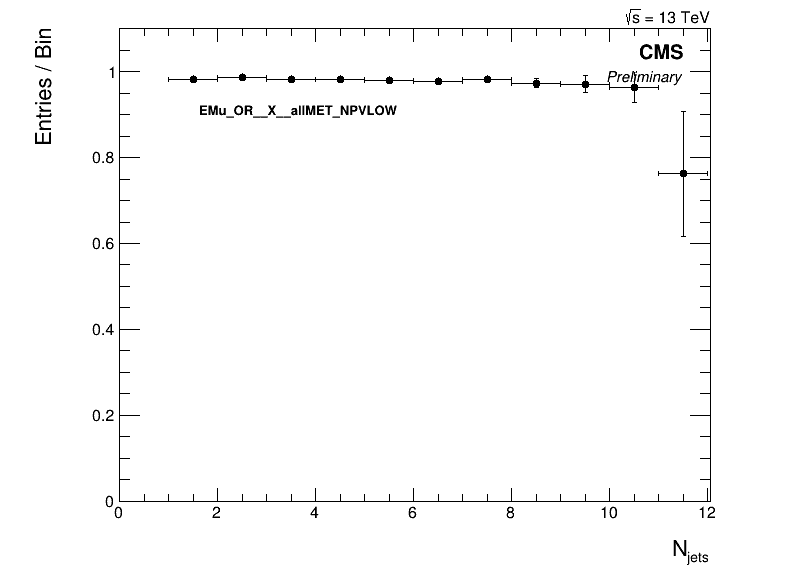 √s = 13 TeV
CMS
Preliminary
Entries / Bin
EMu_OR__X__allMET_NPVLOW
1
0.8
0.6
0.4
0.2
0
0 2 4 6 8 10 12
N_jets